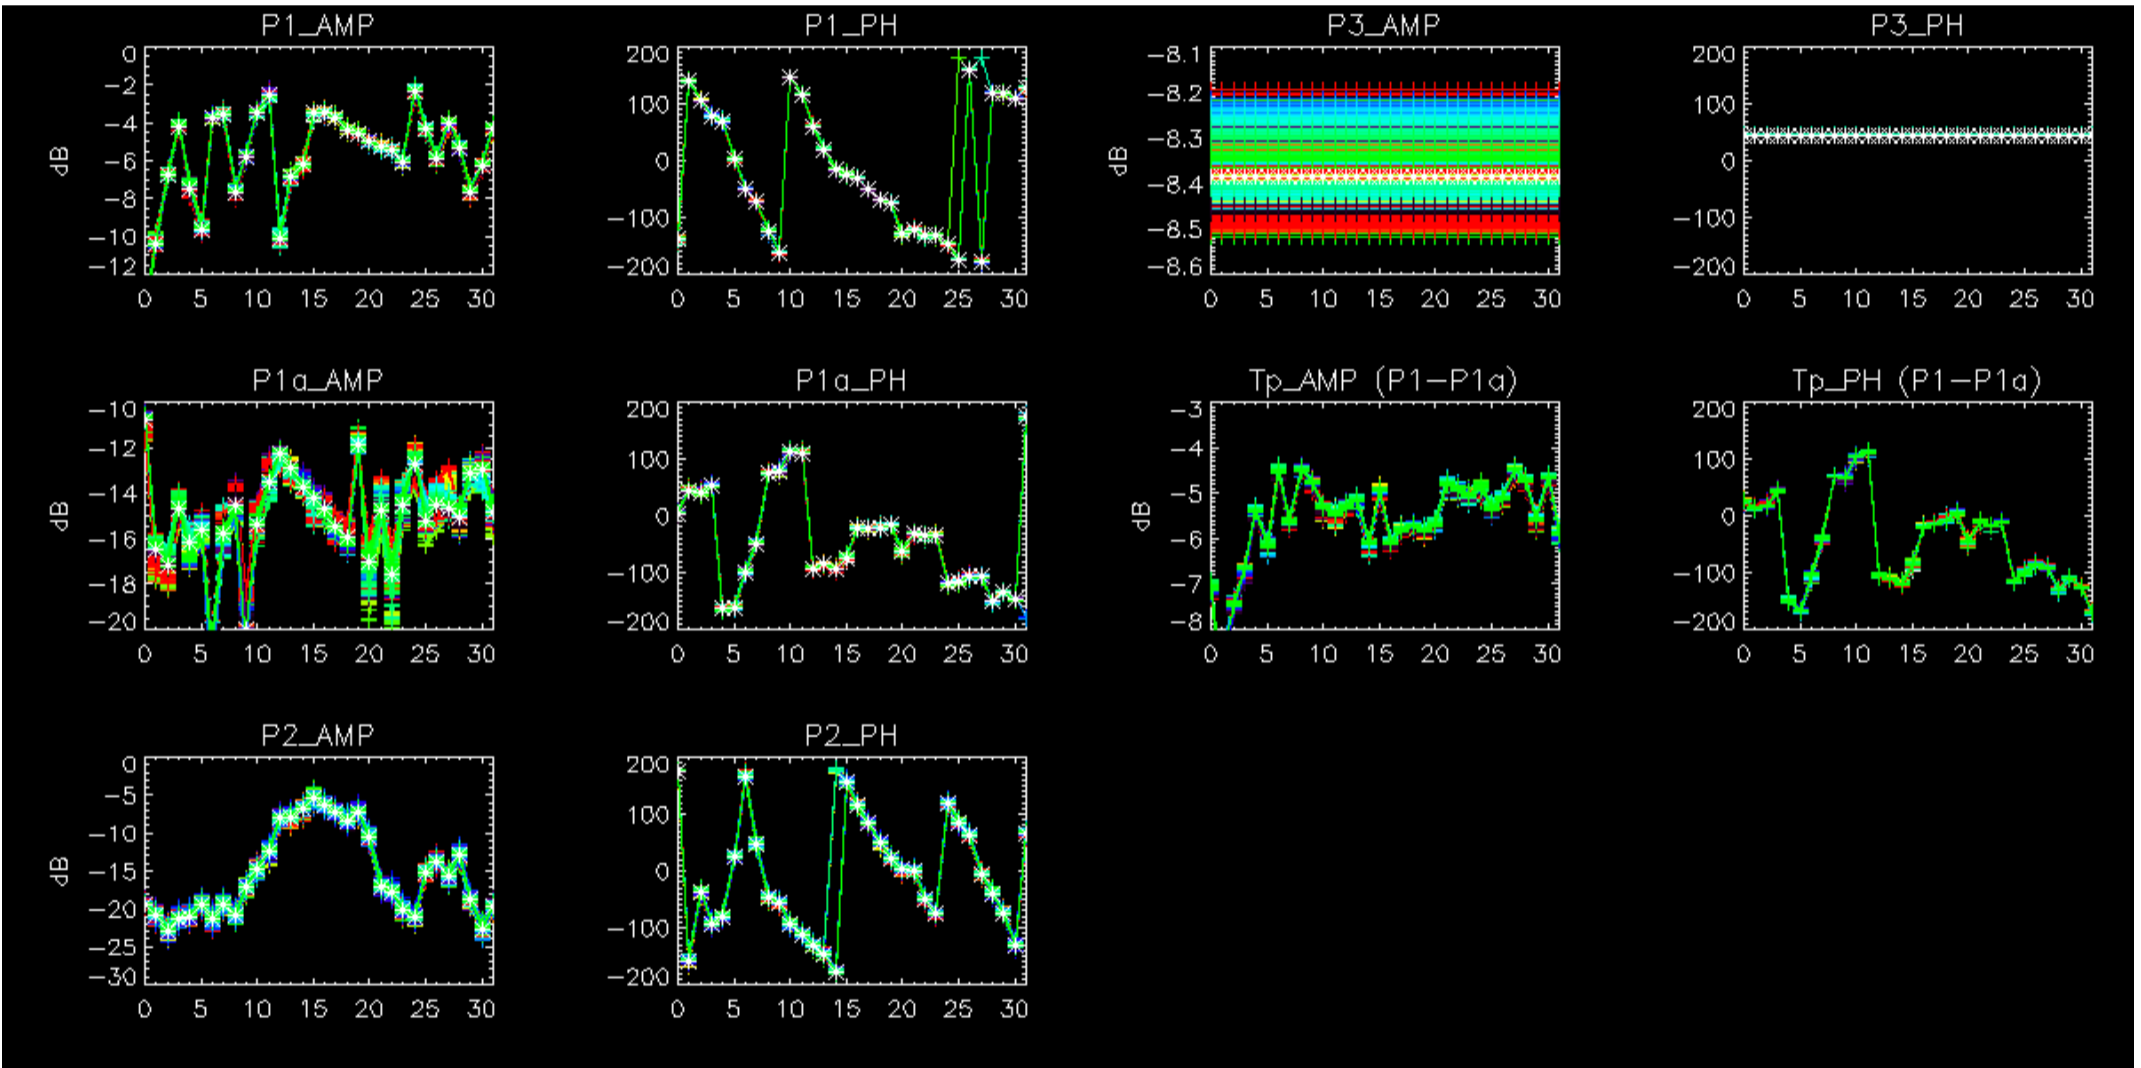 P1_AMP
0
-2
-4
-6
-8
-10
-12
dB
0 5 10 15 20 25 30
P1_PH
200
100
0
-100
-200
0 5 10 15 20 25 30
P3_AMP
-8.1
-8.2
-8.3
-8.4
-8.5
-8.6
dB
0 5 10 15 20 25 30
P3_PH
200
100
0
-100
-200
0 5 10 15 20 25 30
P1a_AMP
-10
-12
-14
-16
-18
-20
dB
0 5 10 15 20 25 30
P1a_PH
200
100
0
-100
-200
0 5 10 15 20 25 30
Tp_AMP (P1-P1a)
-3
-4
-5
-6
-7
-8
dB
0 5 10 15 20 25 30
Tp_PH (P1-P1a)
200
100
0
-100
-200
0 5 10 15 20 25 30
P2_AMP
0
-5
-10
-15
-20
-25
-30
dB
0 5 10 15 20 25 30
P2_PH
200
100
0
-100
-200
0 5 10 15 20 25 30